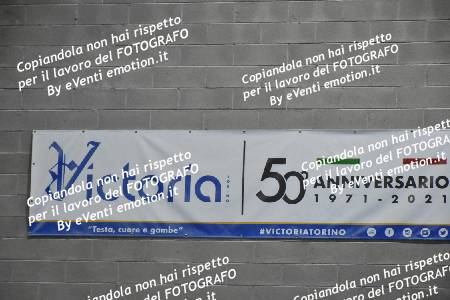 Copiandola non hai rispetto
per il lavoro del FOTOGRAFO
By eVenti emotion.it
Copiandola non hai rispetto
per il lavoro del FOTOGRAFO
By eVenti emotion.it
Victoria
"Testa, cuore e gambe"
50°
ANNIVERSARIO
1971-2021
#VICTORIATORINO
Copiandola non hai rispetto
per il lavoro del FOTOGRAFO
By eVenti emotion.it
Copiandola non hai rispetto
per il lavoro del FOTOGRAFO
By eVenti emotion.it
Copiandola non hai rispetto
per il lavoro del FOTOGRAFO
Copiandola non hai rispetto
per il lavoro del FOTOGRAFO